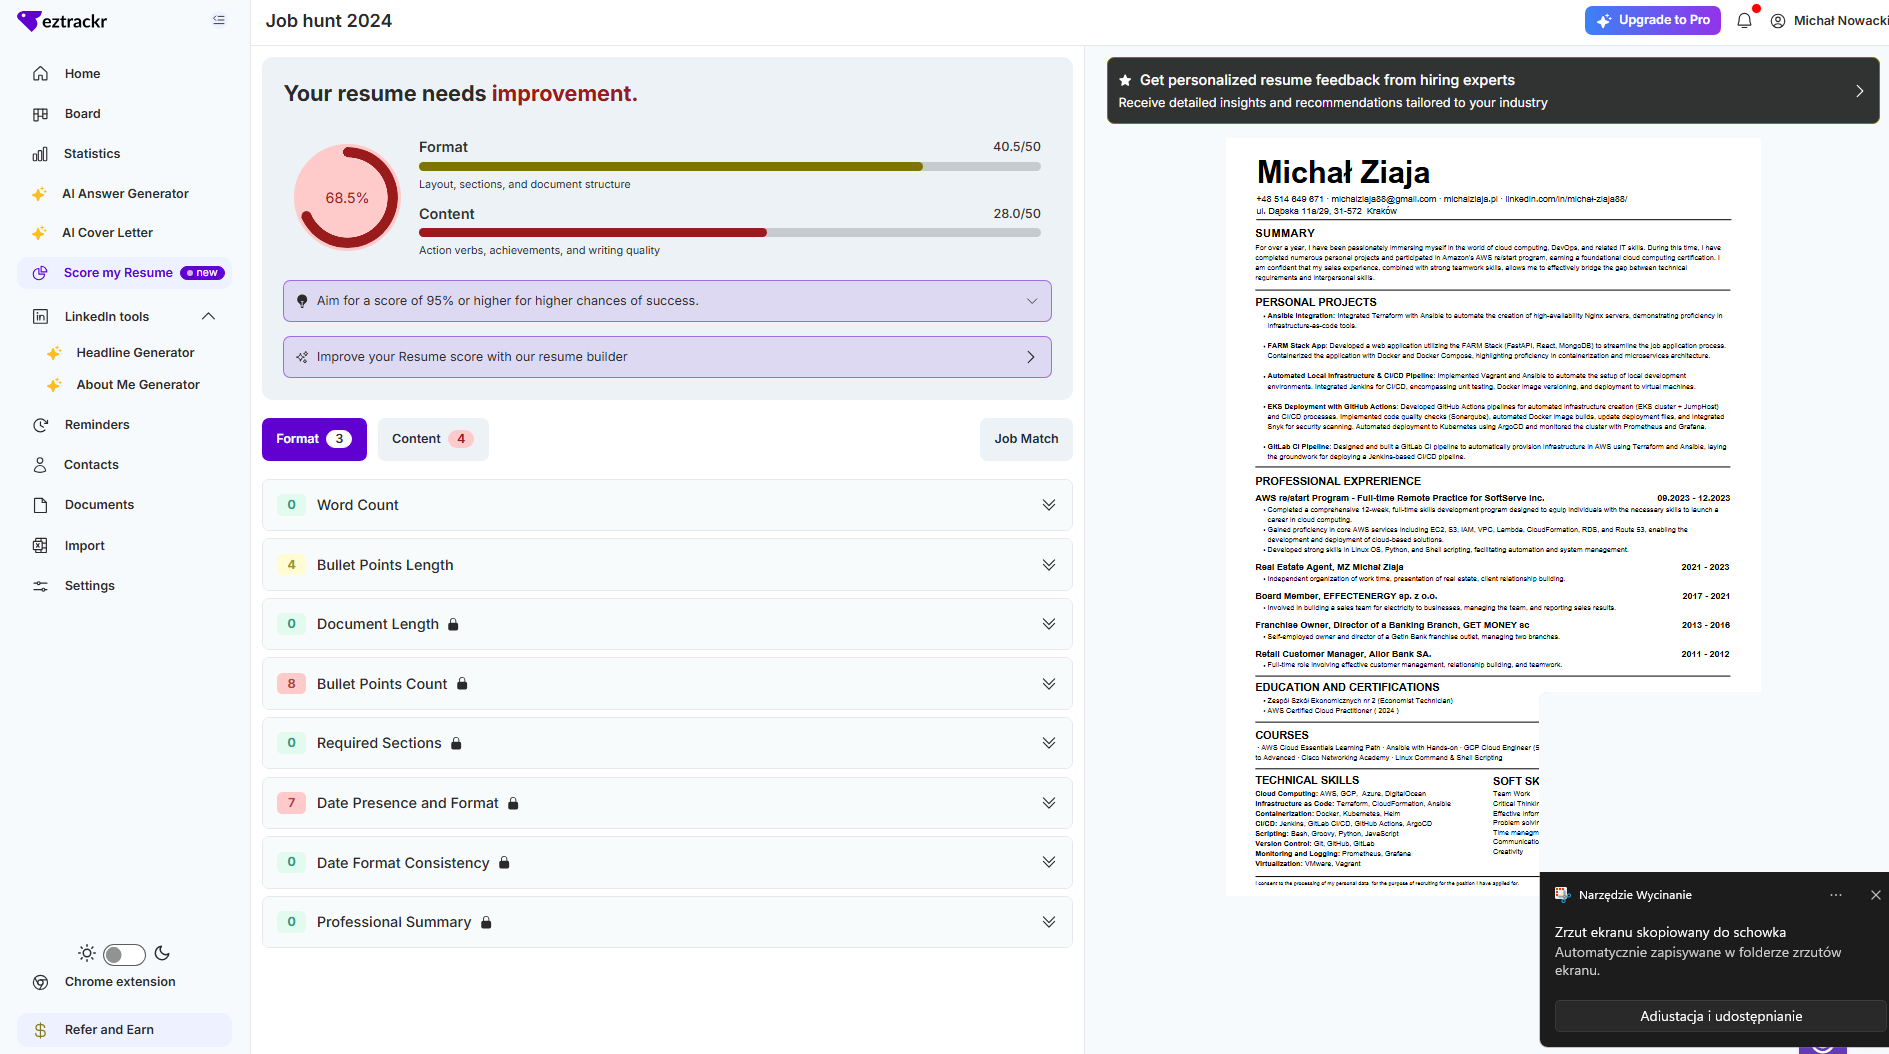 eztrackr
Job hunt 2024
Upgrade to Pro
Michał Nowacki
Home
Board
Statistics
AI Answer Generator
AI Cover Letter
Score my Resume new
LinkedIn tools
Headline Generator
About Me Generator
Reminders
Contacts
Documents
Import
Settings
Chrome extension
Refer and Earn
Your resume needs improvement.
68.5%
Format 40.5/50
Layout, sections, and document structure
Content 28.0/50
Action verbs, achievements, and writing quality
Aim for a score of 95% or higher for higher chances of success.
Improve your Resume score with our resume builder
Format 3 Content 4 Job Match
0 Word Count
4 Bullet Points Length
0 Document Length
8 Bullet Points Count
0 Required Sections
7 Date Presence and Format
0 Date Format Consistency
0 Professional Summary
Get personalized resume feedback from hiring experts
Receive detailed insights and recommendations tailored to your industry
Michał Ziaja
+48 514 649 671 · michalziaja88@gmail.com · michalziaja.pl · linkedin.com/in/michał-ziaja88/
ul. Dąbska 11a/29, 31-572 Kraków
SUMMARY
For over a year, I have been passionately immersing myself in the world of cloud computing, DevOps, and related IT skills. During this time, I have
completed numerous personal projects and participated in Amazon's AWS re/start program, earning a foundational cloud computing certification. I
am confident that my sales experience, combined with strong teamwork skills, allows me to effectively bridge the gap between technical
requirements and interpersonal skills.
PERSONAL PROJECTS
• Ansible Integration: Integrated Terraform with Ansible to automate the creation of high-availability Nginx servers, demonstrating proficiency in
infrastructure-as-code tools.
• FARM Stack App: Developed a web application utilizing the FARM Stack (FastAPI, React, MongoDB) to streamline the job application process.
Containerized the application with Docker and Docker Compose, highlighting proficiency in containerization and microservices architecture.
• Automated Local Infrastructure & CI/CD Pipeline: Implemented Vagrant and Ansible to automate the setup of local development
environments. Integrated Jenkins for CI/CD, encompassing unit testing, Docker image versioning, and deployment to virtual machines.
• EKS Deployment with GitHub Actions: Developed GitHub Actions pipelines for automated infrastructure creation (EKS cluster + JumpHost)
and CI/CD processes. Implemented code quality checks (Sonarqube), automated Docker image builds, update deployment files, and integrated
Snyk for security scanning. Automated deployment to Kubernetes using ArgoCD and monitored the cluster with Prometheus and Grafana.
• GitLab CI Pipeline: Designed and built a GitLab CI pipeline to automatically provision infrastructure in AWS using Terraform and Ansible, laying
the groundwork for deploying a Jenkins-based CI/CD pipeline.
PROFESSIONAL EXPRERIENCE
AWS re/start Program - Full-time Remote Practice for SoftServe Inc. 09.2023 - 12.2023
• Completed a comprehensive 12-week, full-time skills development program designed to equip individuals with the necessary skills to launch a
career in cloud computing.
• Gained proficiency in core AWS services including EC2, S3, IAM, VPC, Lambda, CloudFormation, RDS, and Route 53, enabling the
development and deployment of cloud-based solutions.
• Developed strong skills in Linux OS, Python, and Shell scripting, facilitating automation and system management.
Real Estate Agent, MZ Michał Ziaja 2021 - 2023
• Independent organization of work time, presentation of real estate, client relationship building.
Board Member, EFFECTENERGY sp. z o.o. 2017 - 2021
• Involved in building a sales team for electricity to businesses, managing the team, and reporting sales results.
Franchise Owner, Director of a Banking Branch, GET MONEY sc 2013 - 2016
• Self-employed owner and director of a Getin Bank franchise outlet, managing two branches.
Retail Customer Manager, Alior Bank SA. 2011 - 2012
• Full-time role involving effective customer management, relationship building, and teamwork.
EDUCATION AND CERTIFICATIONS
• Zespół Szkół Ekonomicznych nr 2 (Economist Technician)
• AWS Certified Cloud Practitioner ( 2024 )
COURSES
· AWS Cloud Essentials Learning Path · Ansible with Hands-on · GCP Cloud Engineer (S
to Advanced · Cisco Networking Academy · Linux Command & Shell Scripting
TECHNICAL SKILLS
Cloud Computing: AWS, GCP, Azure, DigitalOcean
Infrastructure as Code: Terraform, CloudFormation, Ansible
Containerization: Docker, Kubernetes, Helm
CI/CD: Jenkins, GitLab CI/CD, GitHub Actions, ArgoCD
Scripting: Bash, Groovy, Python, JavaScript
Version Control: Git, GitHub, GitLab
Monitoring and Logging: Prometheus, Grafana
Virtualization: VMware, Vagrant
SOFT SK
Team Work
Critical Thinkin
Effective Infor
Problem solvin
Time managm
Communicatio
Creativity
I consent to the processing of my personal data for the purpose of recruiting for the position I have applied for.
Narzędzie Wycinanie
Zrzut ekranu skopiowany do schowka
Automatycznie zapisywane w folderze zrzutów
ekranu.
Adiustacja i udostępnianie